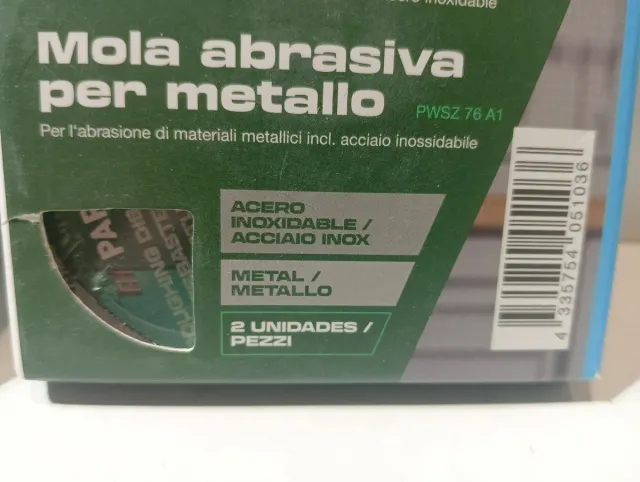 inoxidable
Mola abrasiva
per metallo
PWSZ 76 A1
Per l'abrasione di materiali metallici incl. acciaio inossidabile
ACERO
INOXIDABLE /
ACCIAIO INOX
METAL /
METALLO
2 UNIDADES /
PEZZI
4 335754 051036